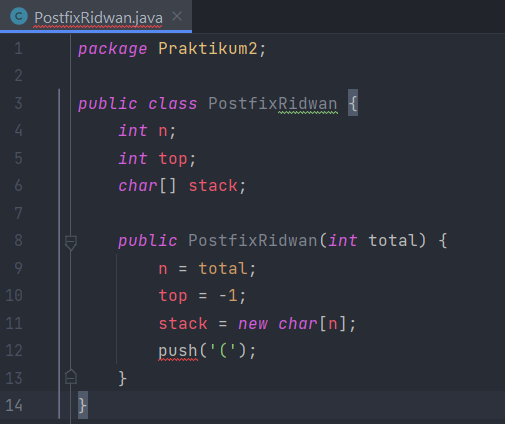 PostfixRidwan.java
1 package Praktikum2;
2
3 public class PostfixRidwan {
4     int n;
5     int top;
6     char[] stack;
7
8     public PostfixRidwan(int total) {
9         n = total;
10         top = -1;
11         stack = new char[n];
12         push('(');
13     }
14 }